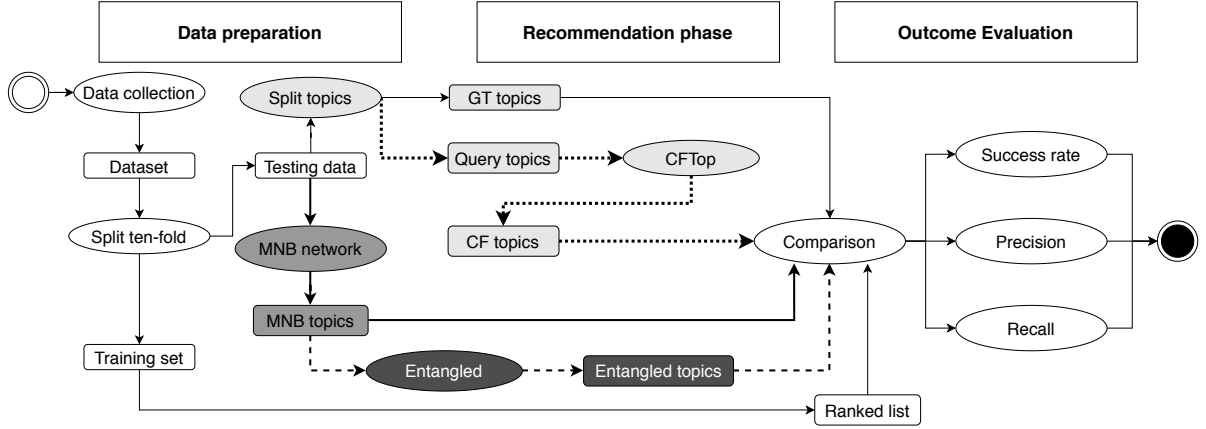 Data preparation
Recommendation phase
Outcome Evaluation
Data collection
Split topics
GT topics
Dataset
Testing data
Query topics
CFTop
Success rate
Split ten-fold
MNB network
CF topics
Comparison
Precision
MNB topics
Recall
Training set
Entangled
Entangled topics
Ranked list